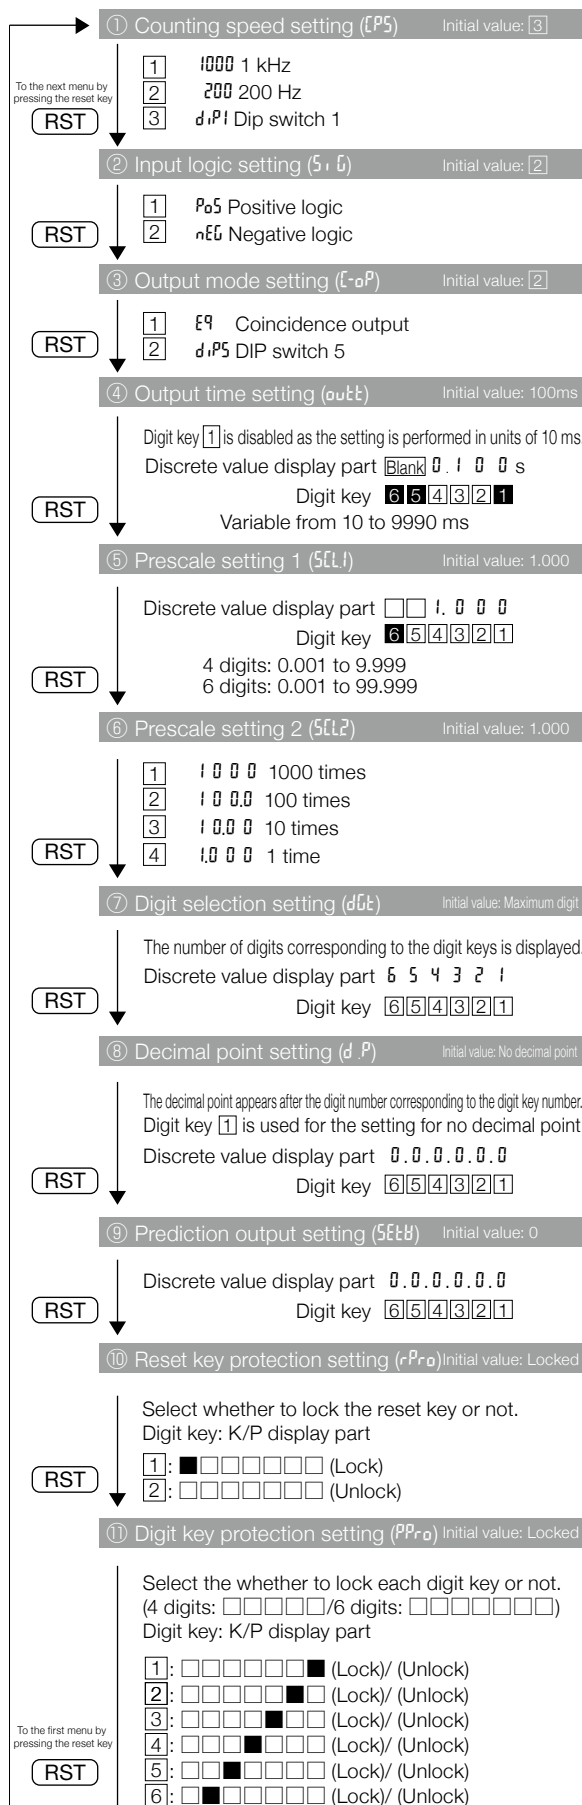 ① Counting speed setting (CPS) Initial value: 3
1 1000 1 kHz
To the next menu by
pressing the reset key
2 200 200 Hz
RST
3 diP1 Dip switch 1
② Input logic setting (SiG) Initial value: 2
1 PoS Positive logic
RST
2 nEG Negative logic
③ Output mode setting (C-oP) Initial value: 2
1 Eq Coincidence output
RST
2 diPS DIP switch 5
④ Output time setting (outt) Initial value: 100ms
Digit key 1 is disabled as the setting is performed in units of 10 ms
Discrete value display part Blank 0.1 0 0 s
Digit key 6 5 4 3 2 1
RST
Variable from 10 to 9990 ms
⑤ Prescale setting 1 (SCL.1) Initial value: 1.000
Discrete value display part □□ 1. 0 0 0
Digit key 6 5 4 3 2 1
4 digits: 0.001 to 9.999
RST
6 digits: 0.001 to 99.999
⑥ Prescale setting 2 (SCL2) Initial value: 1.000
1 1 0 0 0 1000 times
2 1 0 0.0 100 times
3 1 0.0 0 10 times
RST
4 1.0 0 0 1 time
⑦ Digit selection setting (dGt) Initial value: Maximum digit
The number of digits corresponding to the digit keys is displayed.
Discrete value display part 6 5 4 3 2 1
RST
Digit key 6 5 4 3 2 1
⑧ Decimal point setting (d.P) Initial value: No decimal point
The decimal point appears after the digit number corresponding to the digit key number.
Digit key 1 is used for the setting for no decimal point
Discrete value display part 0.0.0.0.0.0
RST
Digit key 6 5 4 3 2 1
⑨ Prediction output setting (SEtY) Initial value: 0
Discrete value display part 0.0.0.0.0.0
RST
Digit key 6 5 4 3 2 1
⑩ Reset key protection setting (rPro) Initial value: Locked
Select whether to lock the reset key or not.
Digit key: K/P display part
1: ■□□□□□□ (Lock)
RST
2: □□□□□□□ (Unlock)
⑪ Digit key protection setting (PPro) Initial value: Locked
Select the whether to lock each digit key or not.
(4 digits: □□□□□/6 digits: □□□□□□□)
Digit key: K/P display part
1: □□□□□□■ (Lock)/ (Unlock)
2: □□□□□■□ (Lock)/ (Unlock)
3: □□□□■□□ (Lock)/ (Unlock)
To the first menu by
pressing the reset key
4: □□□■□□□ (Lock)/ (Unlock)
RST
5: □□■□□□□ (Lock)/ (Unlock)
6: □■□□□□□ (Lock)/ (Unlock)